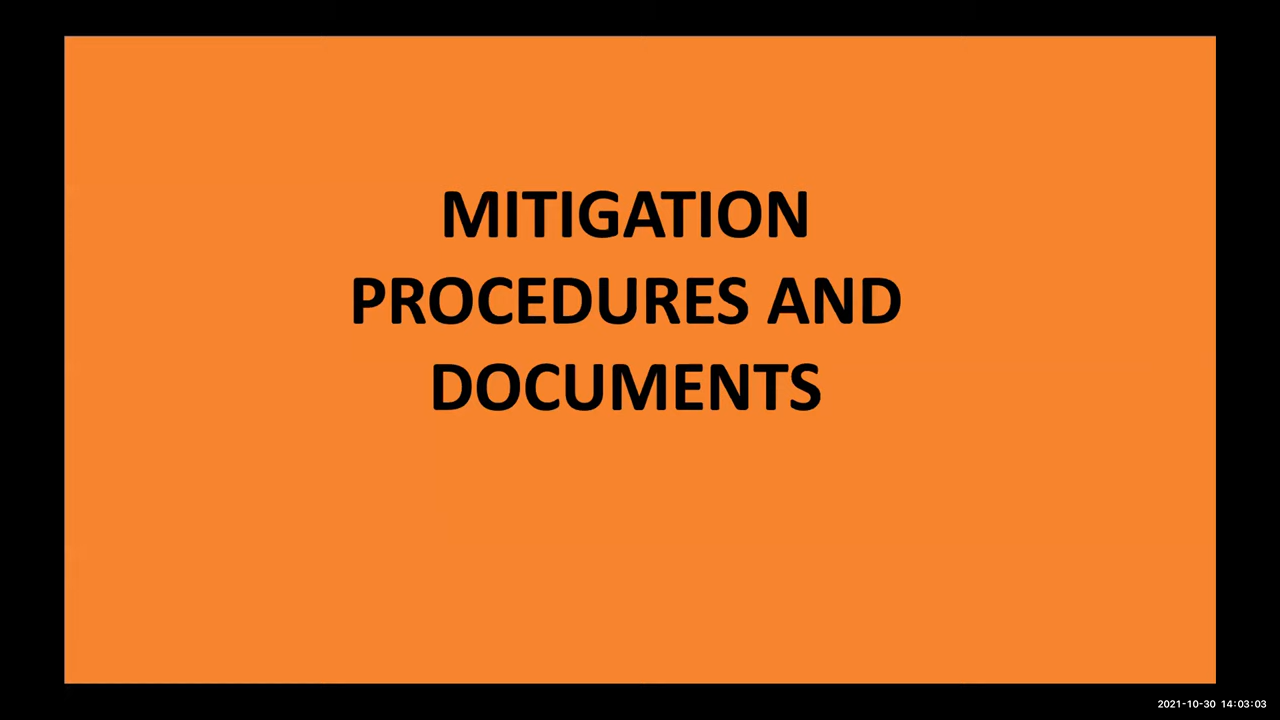 MITIGATION
PROCEDURES AND
DOCUMENTS
2021-10-30 14:03:03